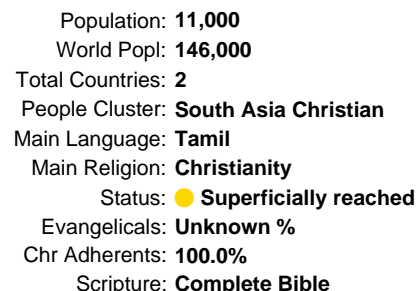 Population: 11,000
World Popl: 146,000
Total Countries: 2
People Cluster: South Asia Christian
Main Language: Tamil
Main Religion: Christianity
Status: Superficially reached
Evangelicals: Unknown %
Chr Adherents: 100.0%
Scripture: Complete Bible